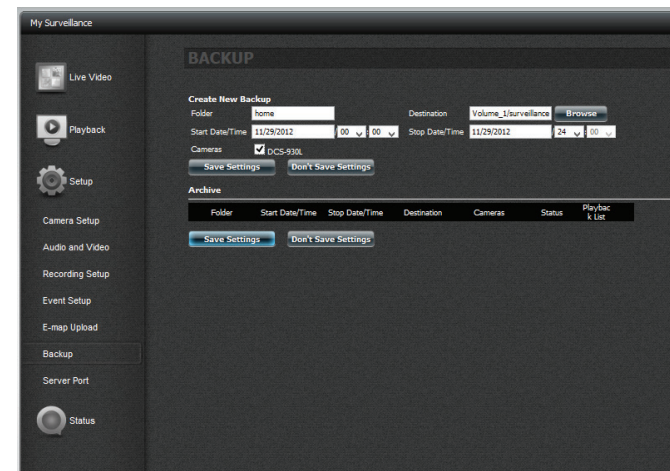 My Surveillance
Live Video
Playback
Setup
Camera Setup
Audio and Video
Recording Setup
Event Setup
E-map Upload
Backup
Server Port
Status
BACKUP
Create New Backup
Folder home Destination Volume_1/surveillance Browse
Start Date/Time 11/29/2012 / 00 : 00 Stop Date/Time 11/29/2012 / 24 : 00
Cameras DCS-930L
Save Settings Don't Save Settings
Archive
Folder Start Date/Time Stop Date/Time Destination Cameras Status Playbac
k List
Save Settings Don't Save Settings